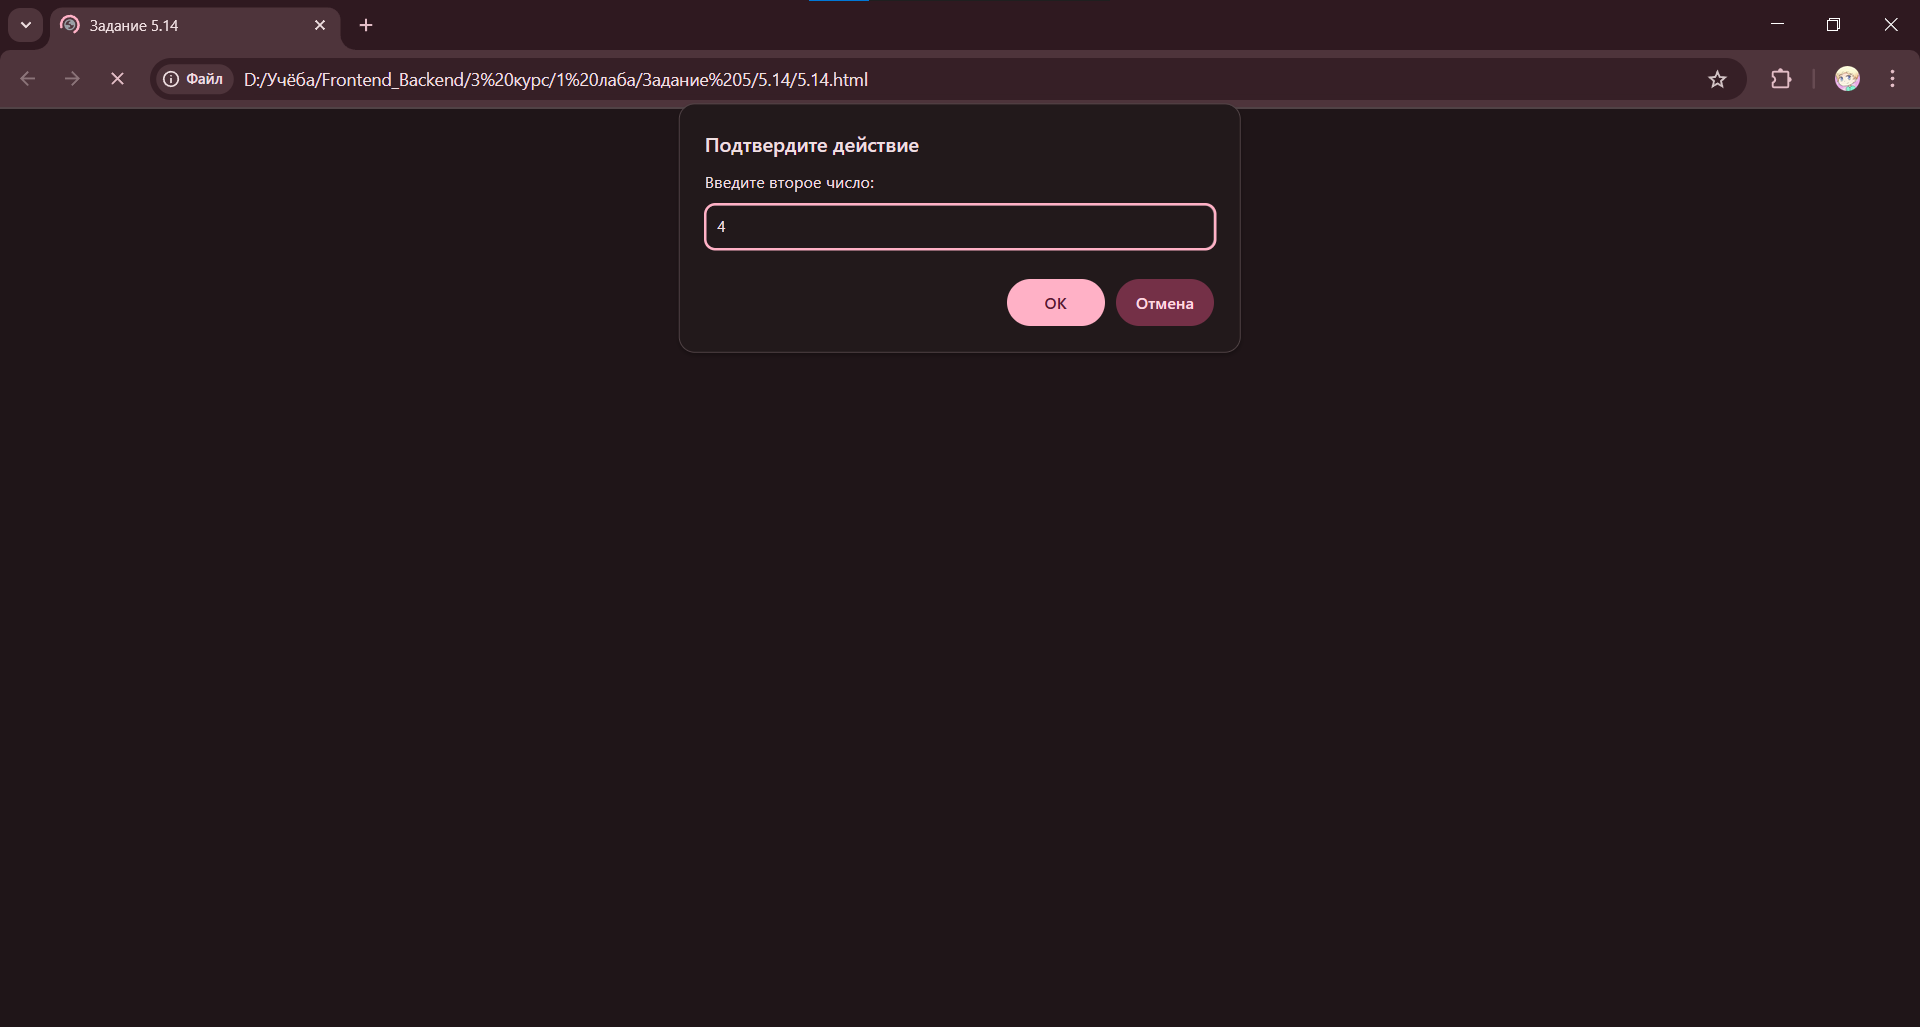 Задание 5.14
Файл D:/Учёба/Frontend_Backend/3%20курс/1%20лаба/Задание%205/5.14/5.14.html
Подтвердите действие
Введите второе число:
4
ОК Отмена